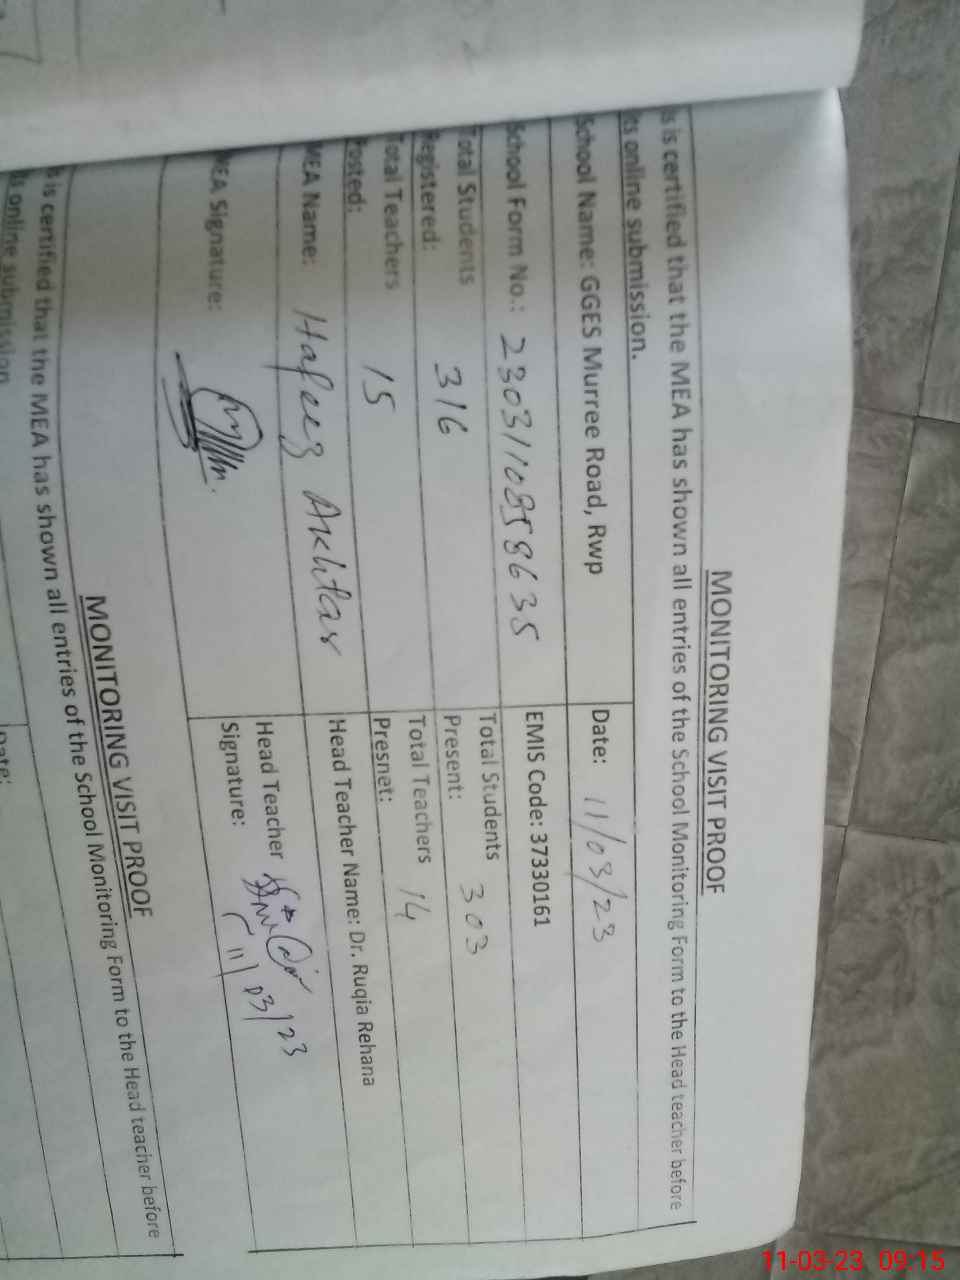 MONITORING VISIT PROOF
is is certified that the MEA has shown all entries of the School Monitoring Form to the Head teacher before
its online submission.
School Name: GGES Murree Road, Rwp Date: 11/03/23
School Form No.: 2303110858635 EMIS Code: 37330161
Total Students Registered: 316 Total Students Present: 303
Total Teachers Posted: 15 Total Teachers Presnet: 14
MEA Name: Hafeez Akhtar Head Teacher Name: Dr. Ruqia Rehana
MEA Signature: Head Teacher Signature: 11/03/23
MONITORING VISIT PROOF
is certified that the MEA has shown all entries of the School Monitoring Form to the Head teacher before
online submission
Date:
11-03-23 09:15